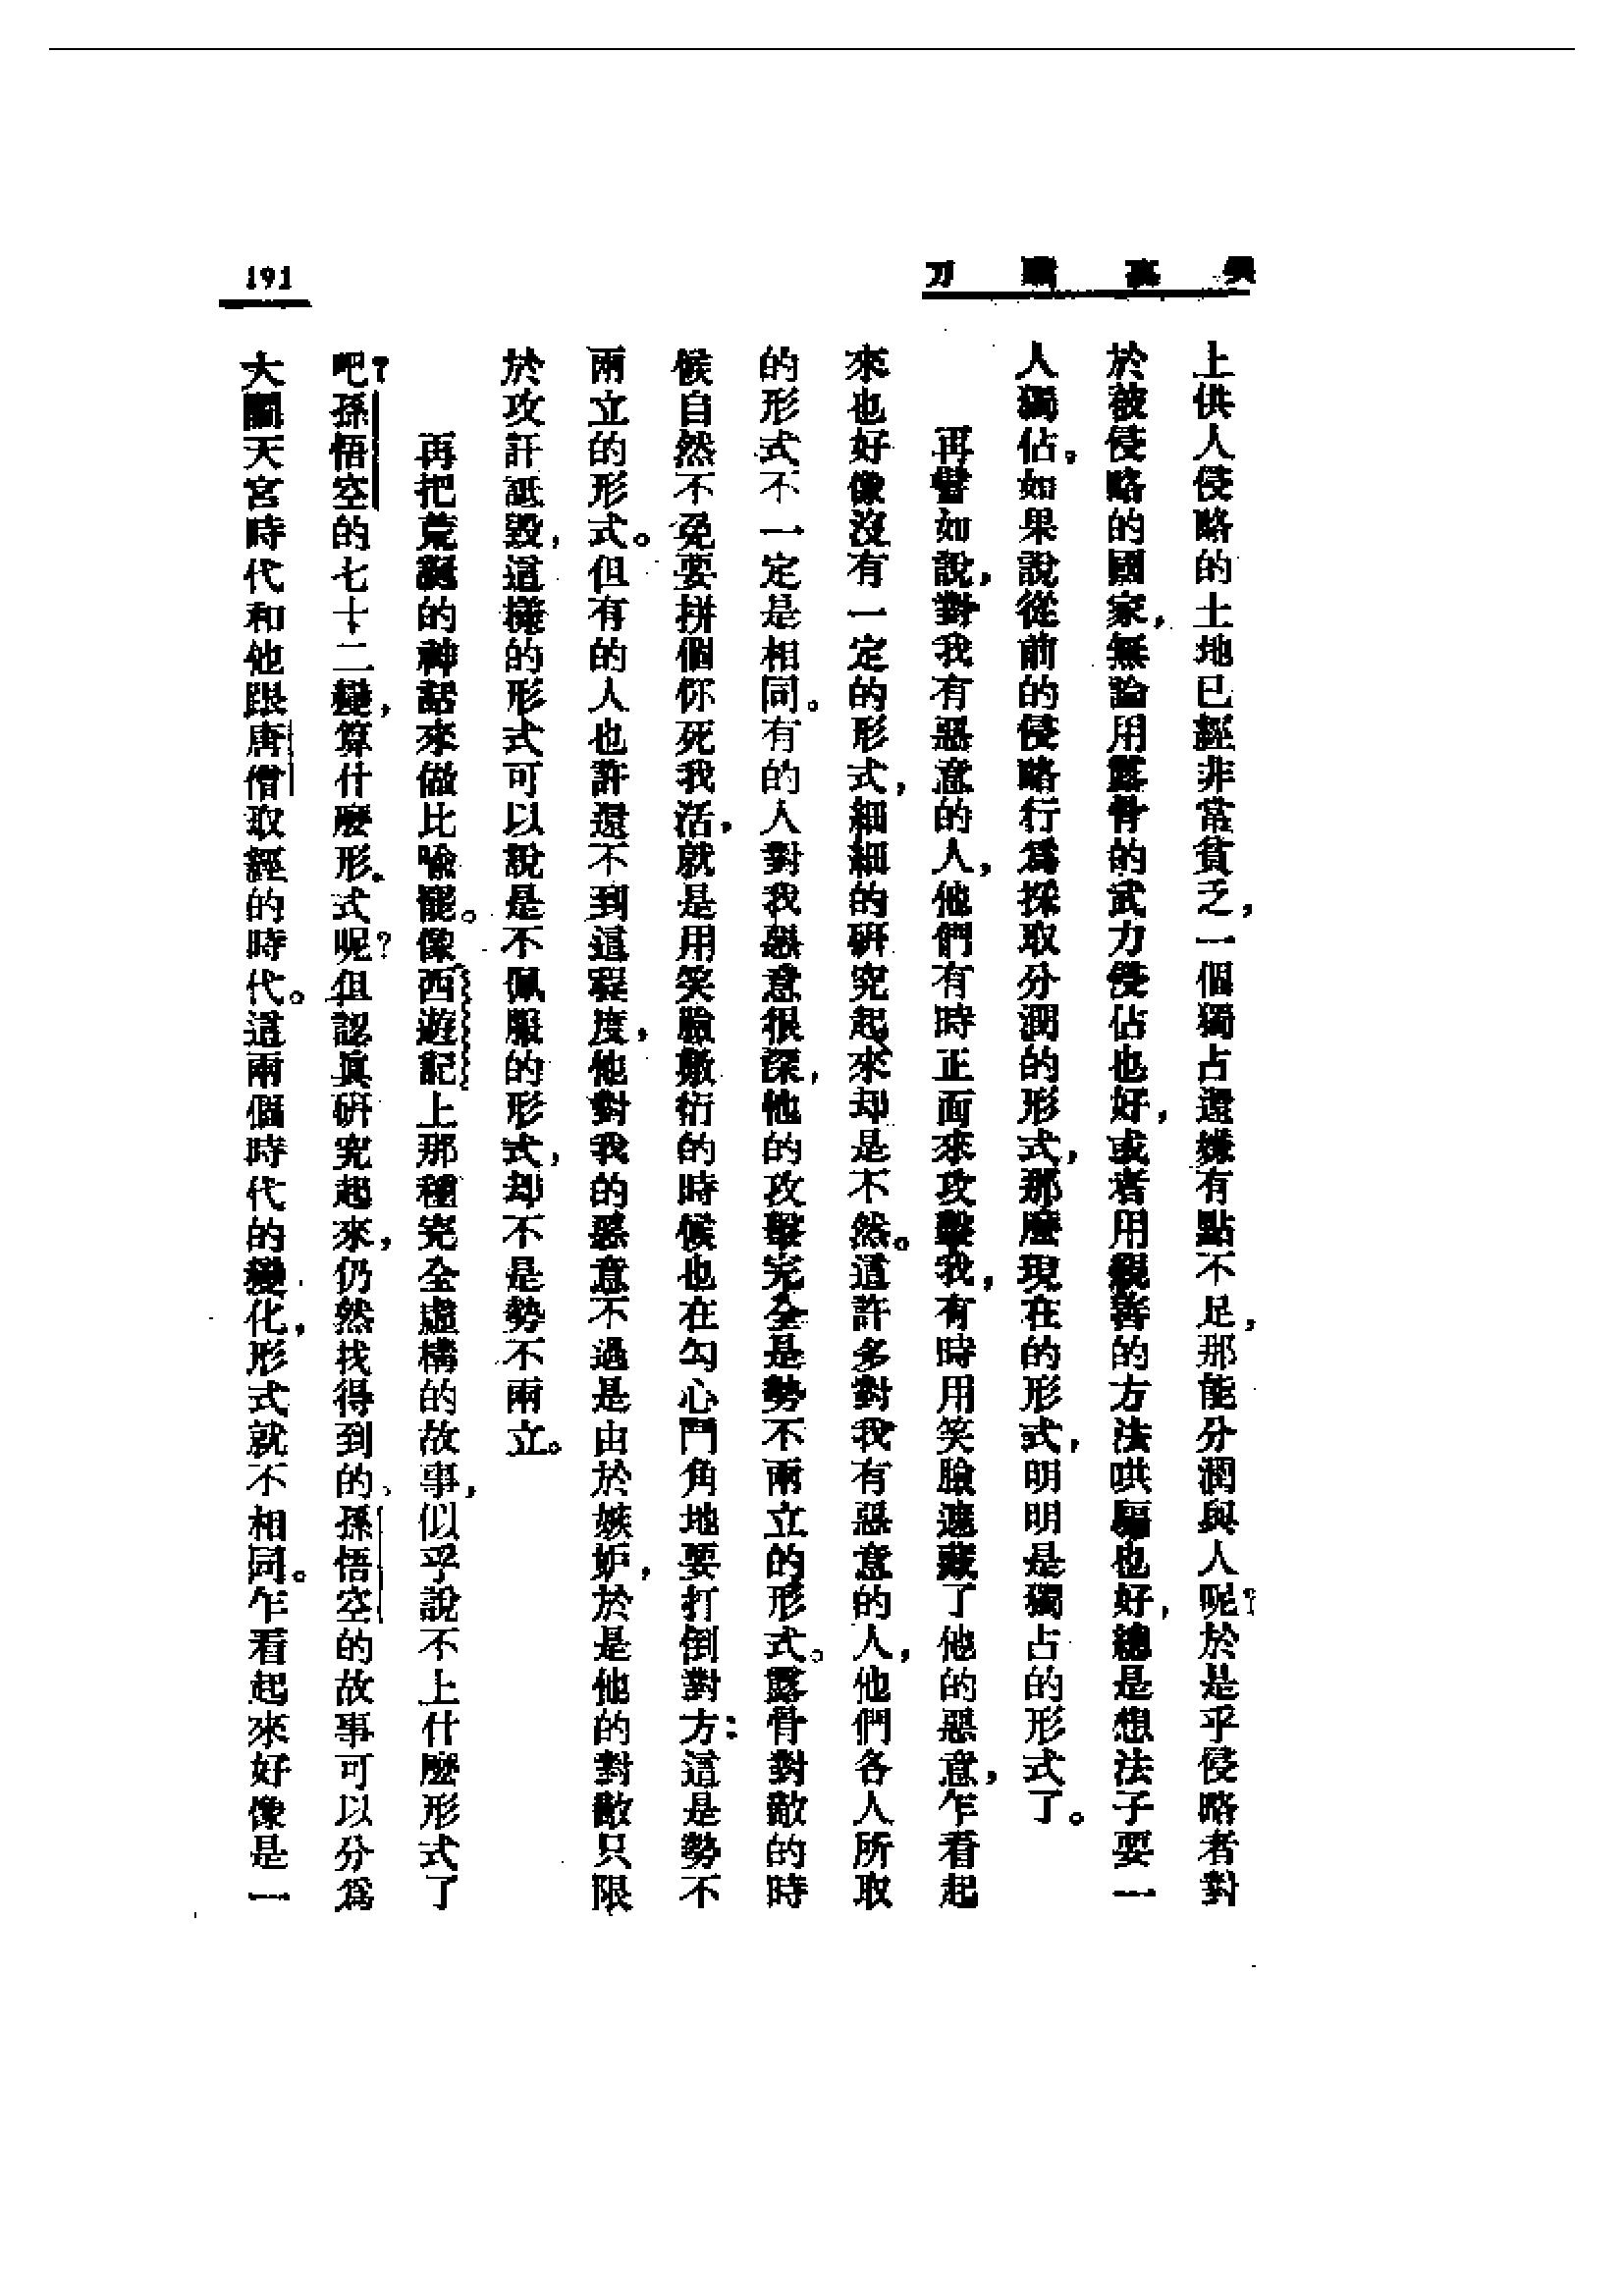 191
上供人侵略的土地已經非常貧乏，一個獨占還嫌有點不足，那能分潤與人呢？於是乎侵略者對
於被侵略的國家，無論用露骨的武力侵佔也好，或者用親善的方法哄騙也好，總是想法子要一
人獨佔。如果說從前的侵略行爲採取分潤的形式，那麼現在的形式，明明是獨占的形式了。
再譬如說，對我有惡意的人，他們有時正面來攻擊我，有時用笑臉遮藏了他的惡意，乍看起
來也好像沒有一定的形式，細細的研究起來却是不然。這許多對我有惡意的人，他們各人所取
的形式不一定是相同。有的人對我惡意很深，他的攻擊完全是勢不兩立的形式。露骨對敵的時
候自然不免要拼個你死我活，就是用笑臉敷衍的時候也在勾心鬥角地要打倒對方：這是勢不
兩立的形式。但有的人也許還不到這程度，他對我的惡意不過是由於嫉妒，於是他的對敵只限
於攻訐詆毀，這樣的形式可以說是不佩服的形式，却不是勢不兩立。
再把荒誕的神話來做比喻罷。像西遊記上那種完全虛構的故事，似乎說不上什麼形式了
吧？孫悟空的七十二變，算什麼形式呢？但認眞研究起來，仍然找得到的、孫悟空的故事可以分爲
大鬧天宮時代和他跟唐僧取經的時代。這兩個時代的變化，形式就不相同。乍看起來好像是一